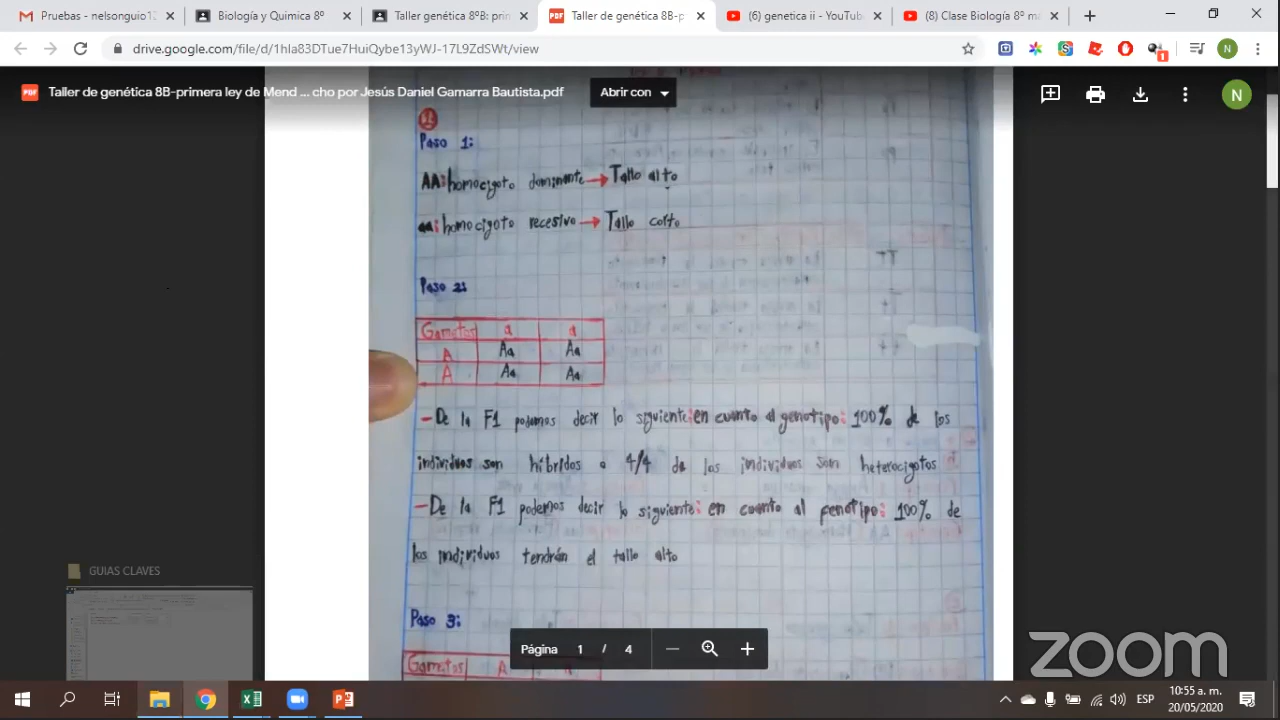 Pruebas - nelsonguio17
Biología y Química 8º
Taller genética 8ºB: prin
Taller de genética 8B-p
(6) genetica ii - YouTube
(8) Clase Biología 8º ma
drive.google.com/file/d/1hla83DTue7HuiQybe13yWJ-17L9ZdSWt/view
PDF Taller de genética 8B-primera ley de Mend ... cho por Jesús Daniel Gamarra Bautista.pdf
Abrir con
N
Paso 1:
AA: homocigoto dominante → Tallo alto
aa: homocigoto recesivo → Tallo corto
Paso 2:
Gametos a a
A Aa Aa
A Aa Aa
-De la F1 podemos decir lo siguiente: en cuanto al genotipo: 100% de los
individuos son híbridos o 4/4 de los individuos son heterocigotos
-De la F1 podemos decir lo siguiente: en cuanto al fenotipo: 100% de
los individuos tendrán el tallo alto
GUIAS CLAVES
Paso 3:
Gametos A
Página 1 / 4
zoom
ESP
10:55 a. m.
20/05/2020